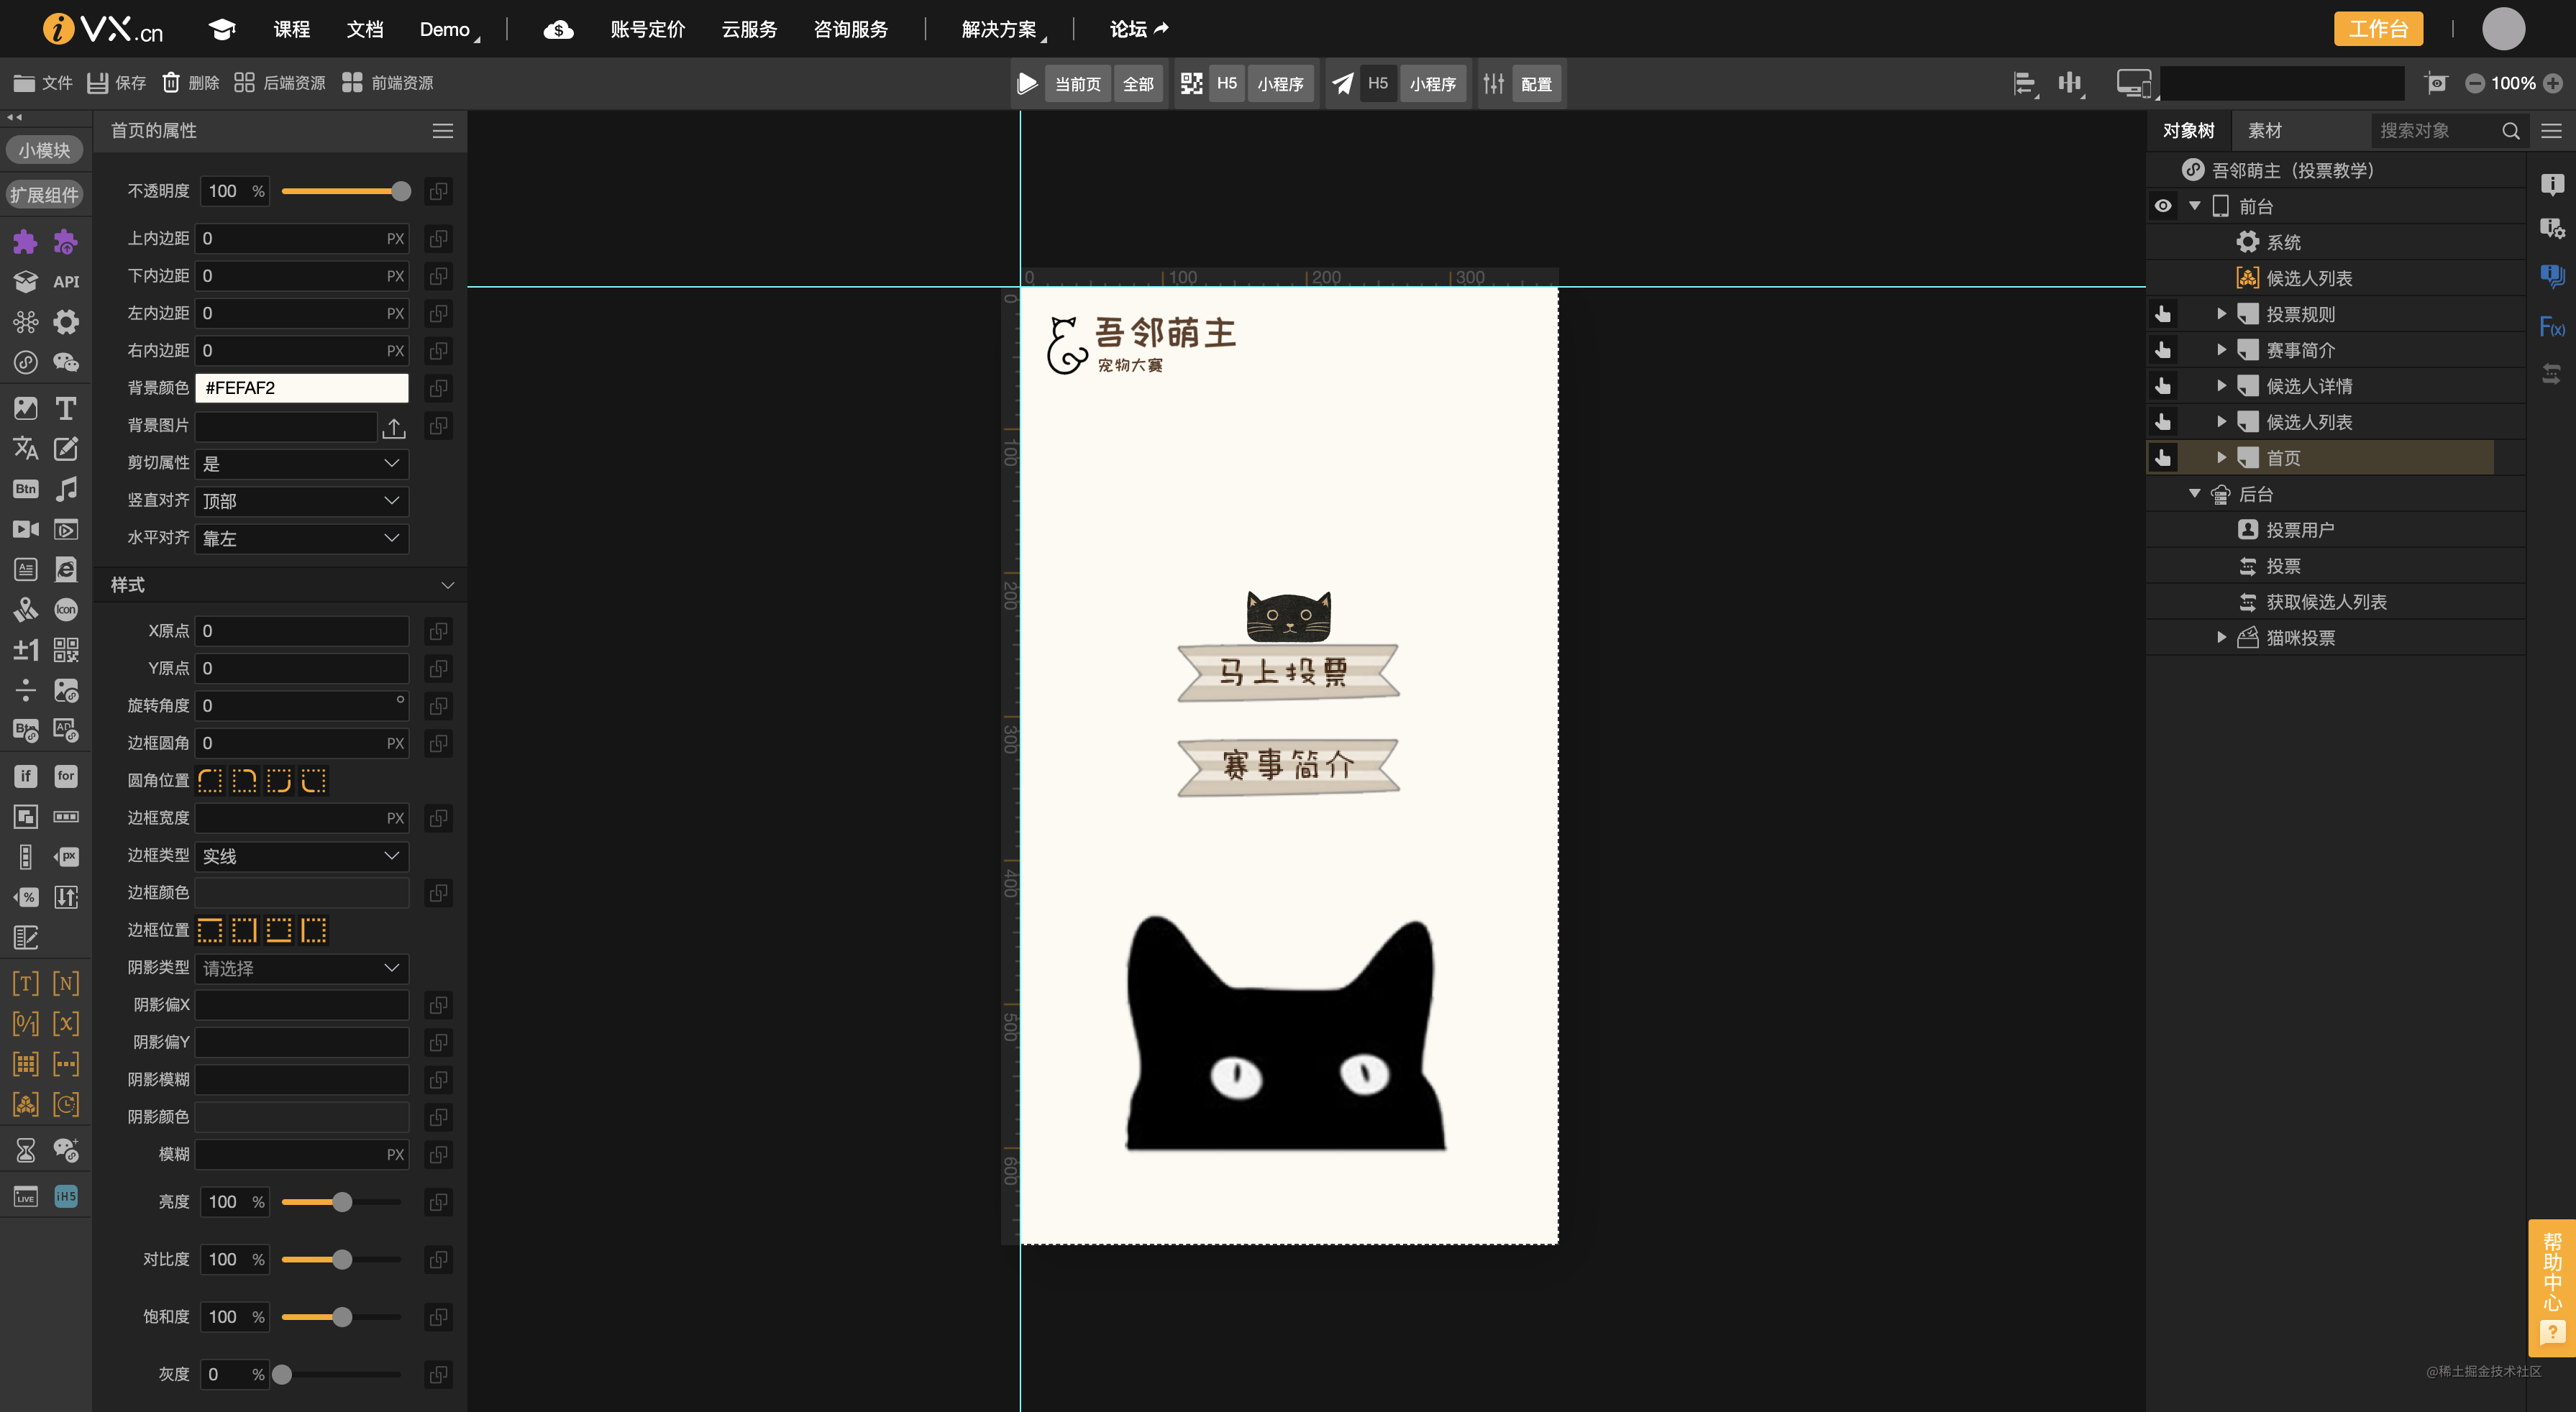 iVX.cn 课程 文档 Demo 账号定价 云服务 咨询服务 解决方案 论坛 工作台
文件 保存 删除 后端资源 前端资源 当前页 全部 H5 小程序 H5 小程序 配置 100%
小模块
扩展组件
API
Btn
Icon
±1
if for
px
%
[T] [N]
[0/1] [x]
LIVE iH5
首页的属性
不透明度 100 %
上内边距 0 PX
下内边距 0 PX
左内边距 0 PX
右内边距 0 PX
背景颜色 #FEFAF2
背景图片
剪切属性 是
竖直对齐 顶部
水平对齐 靠左
样式
X原点 0
Y原点 0
旋转角度 0 °
边框圆角 0 PX
圆角位置
边框宽度 PX
边框类型 实线
边框颜色
边框位置
阴影类型 请选择
阴影偏X
阴影偏Y
阴影模糊
阴影颜色
模糊 PX
亮度 100 %
对比度 100 %
饱和度 100 %
灰度 0 %
0 100 200 300
0
100
200
300
400
500
600
吾邻萌主
宠物大赛
马上投票
赛事简介
对象树 素材 搜索对象
吾邻萌主（投票教学）
前台
系统
候选人列表
投票规则
赛事简介
候选人详情
候选人列表
首页
后台
投票用户
投票
获取候选人列表
猫咪投票
F(x)
帮助中心
?
@稀土掘金技术社区